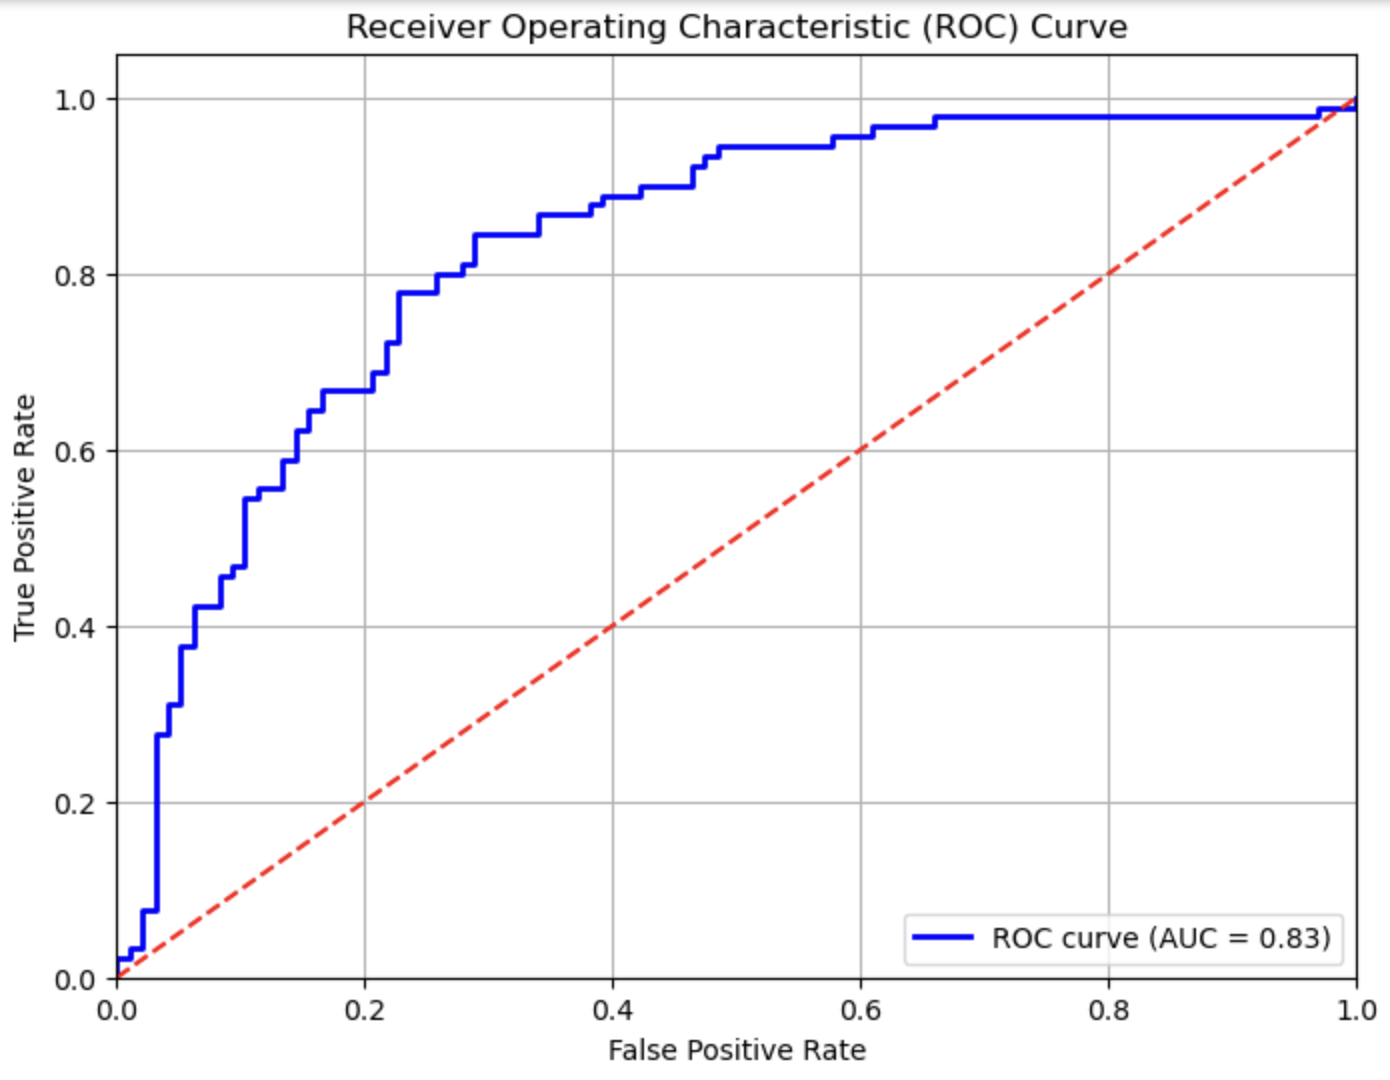 Receiver Operating Characteristic (ROC) Curve
1.0
0.8
0.6
0.4
0.2
0.0
True Positive Rate
ROC curve (AUC = 0.83)
0.0 0.2 0.4 0.6 0.8 1.0
False Positive Rate